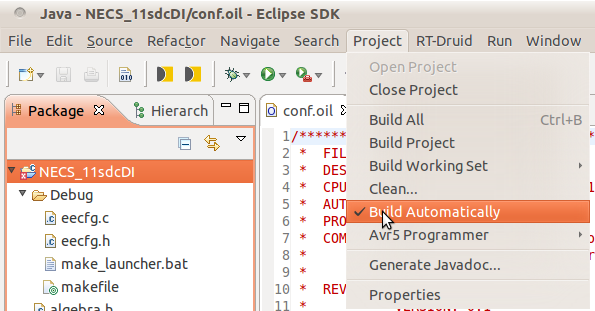 Java - NECS_11sdcDI/conf.oil - Eclipse SDK
File Edit Source Refactor Navigate Search Project RT-Druid Run Window
Package Hierarch
conf.oil
NECS_11sdcDI
Debug
eecfg.c
eecfg.h
make_launcher.bat
makefile
algebra.h
1 /********
2 * FIL
3 * DES
4 * CPU
5 * AUT
6 * PRO
7 * COM
8 *
9 *
10 * REV
11 *
Open Project
Close Project
Build All Ctrl+B
Build Project
Build Working Set
Clean...
Build Automatically
Avr5 Programmer
Generate Javadoc...
Properties